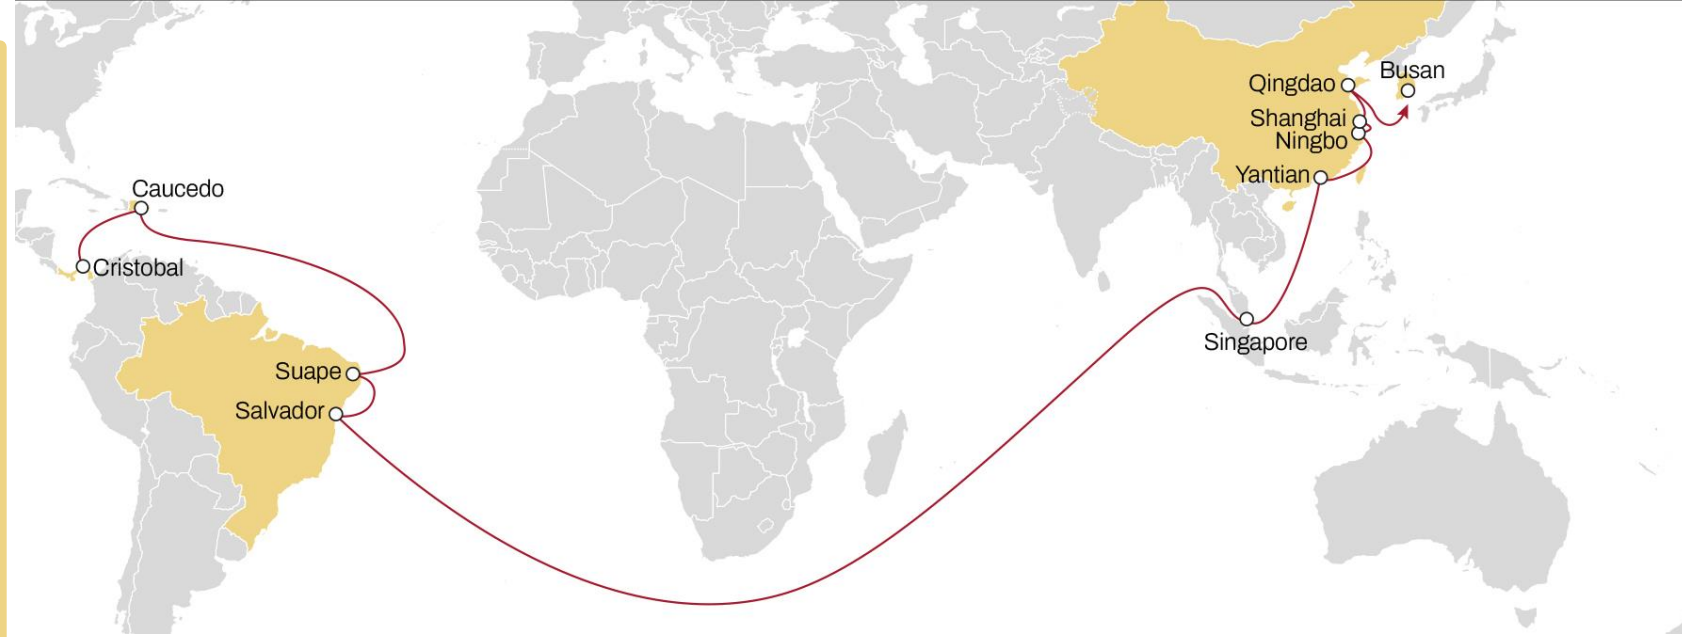 Busan
Qingdao
Shanghai
Ningbo
Yantian
Caucedo
Cristobal
Singapore
Suape
Salvador